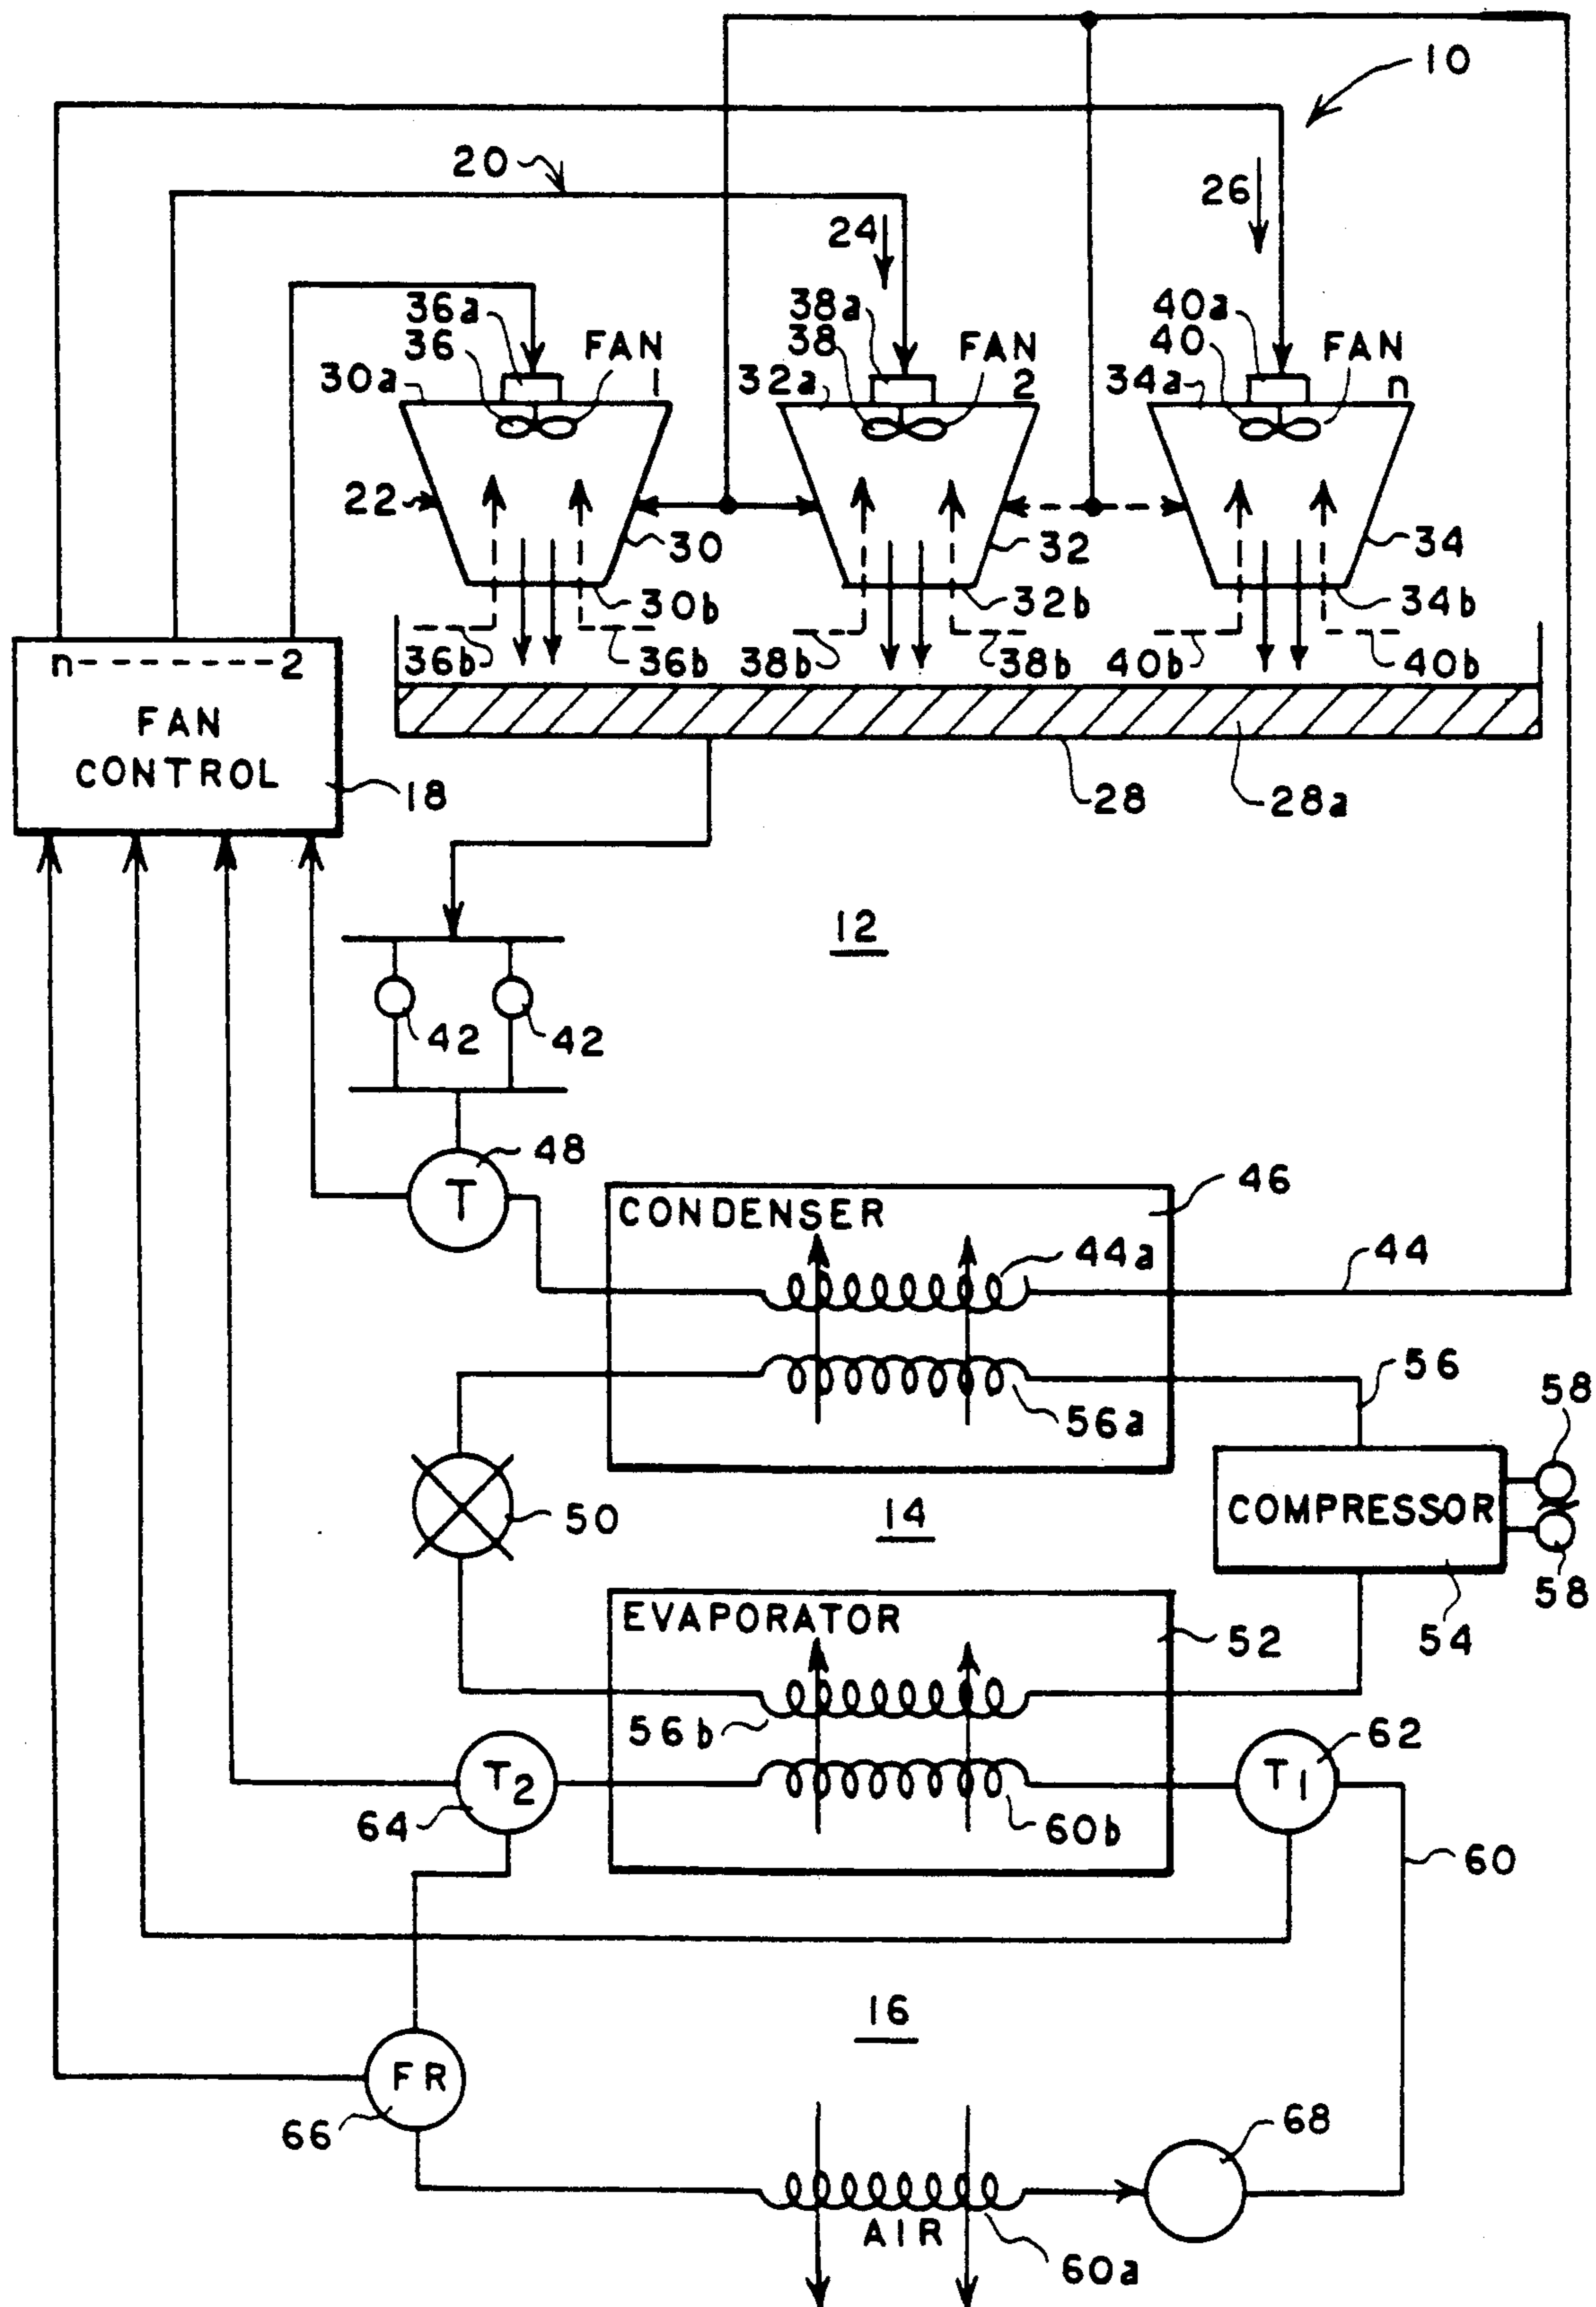 10
20
26
24
36a
36
FAN
1
30a
38a
38
FAN
2
32a
40a
40
FAN
n
34a
22
30
32
34
30b
32b
34b
36b
36b
38b
38b
40b
40b
n-------2
FAN
CONTROL
18
28
28a
12
42
42
48
T
CONDENSER
46
44a
44
56
56a
58
50
14
COMPRESSOR
58
54
EVAPORATOR
52
56b
62
T2
T1
64
60b
60
16
FR
66
68
AIR
60a